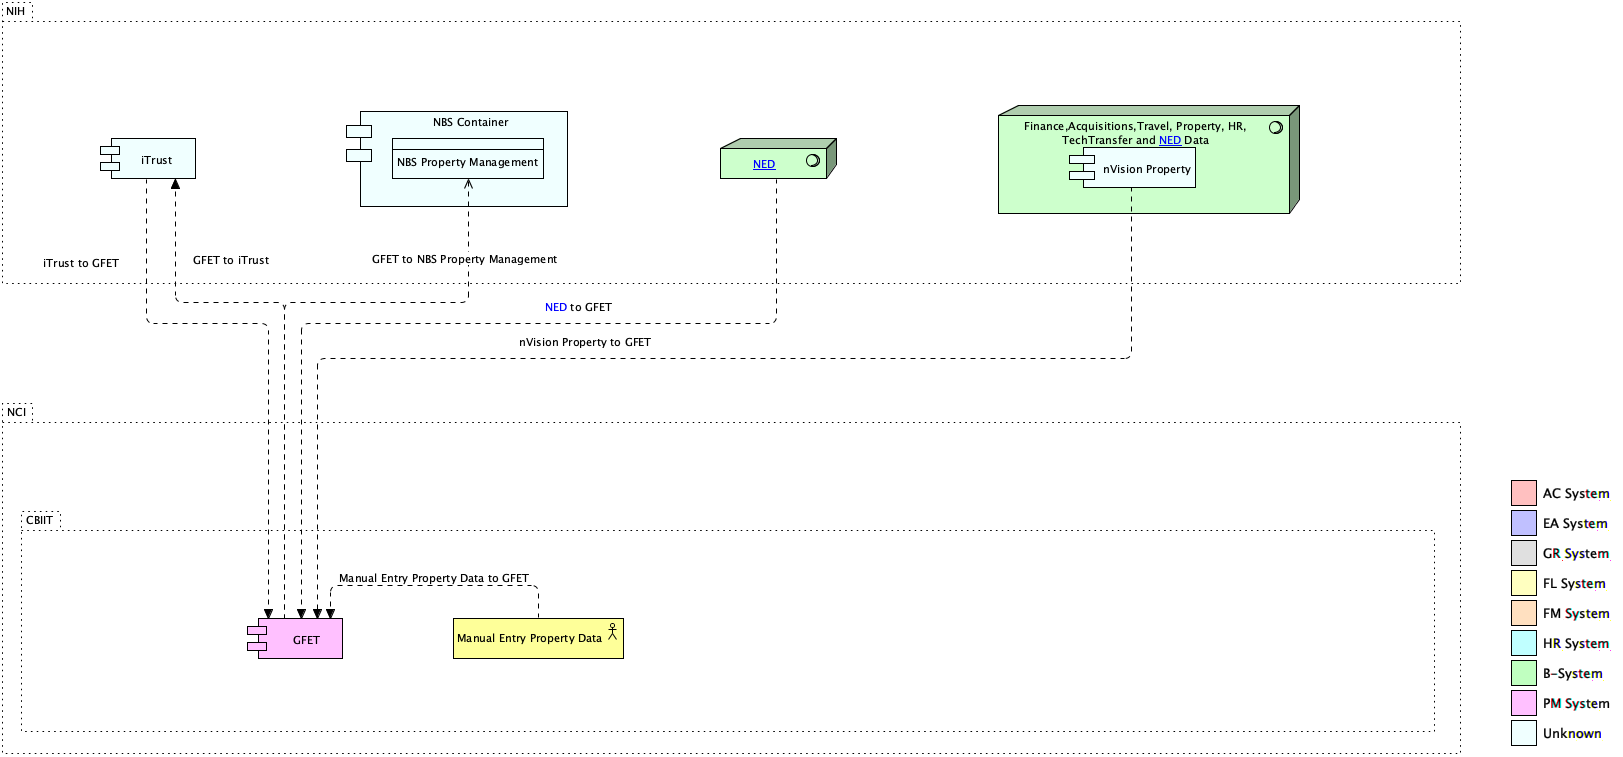 NIH
NBS Container
Finance,Acquisitions,Travel, Property, HR,
TechTransfer and NED Data
iTrust
NBS Property Management
NED
nVision Property
iTrust to GFET
GFET to iTrust
GFET to NBS Property Management
NED to GFET
nVision Property to GFET
NCI
CBIIT
Manual Entry Property Data to GFET
GFET
Manual Entry Property Data
AC System
EA System
GR System
FL System
FM System
HR System
B-System
PM System
Unknown